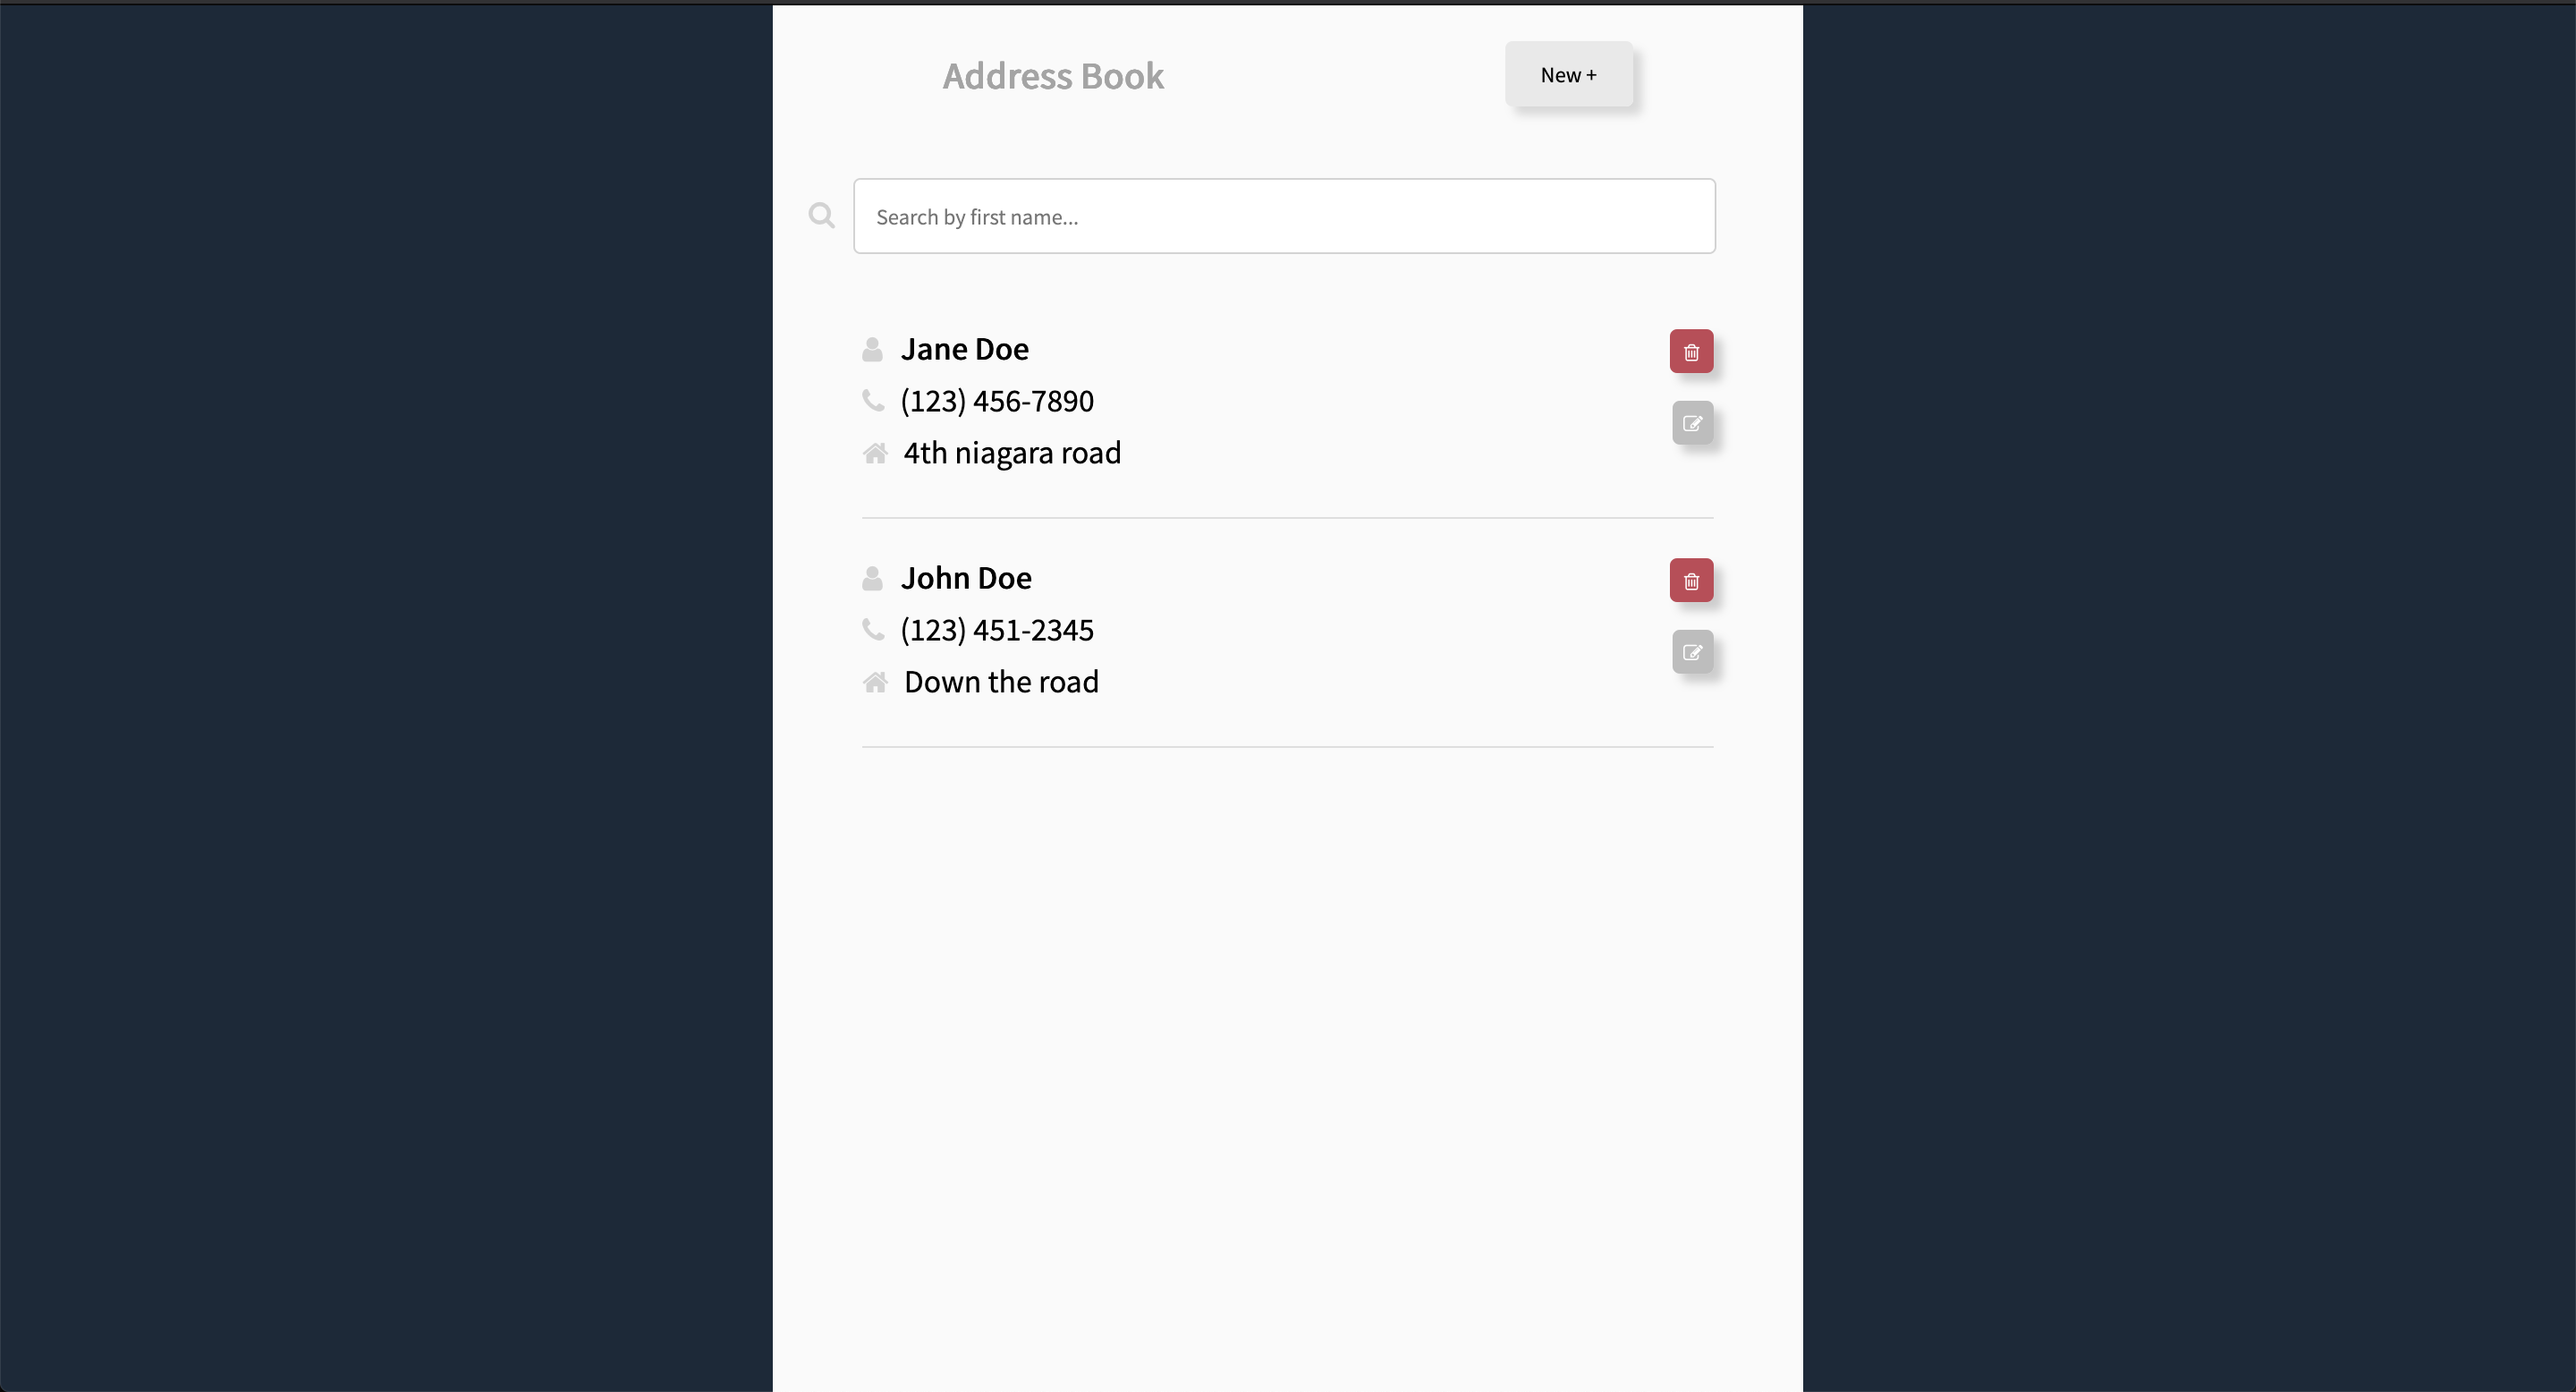 Address Book
New +
Search by first name...
Jane Doe
(123) 456-7890
4th niagara road
John Doe
(123) 451-2345
Down the road